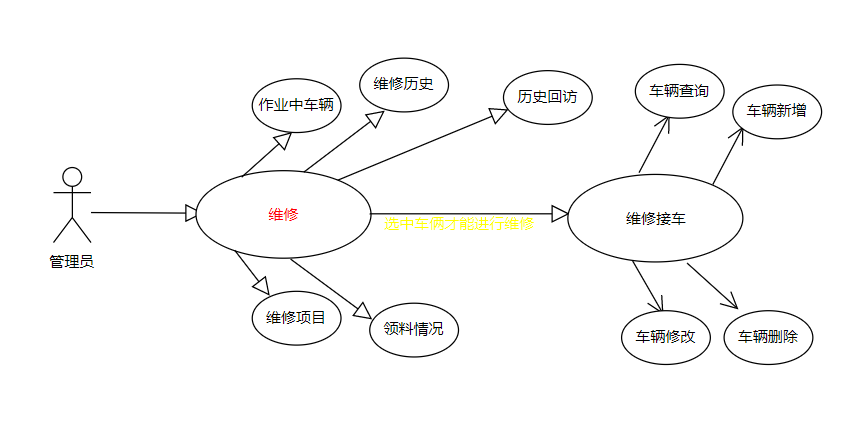 维修历史
车辆查询
历史回访
作业中车辆
车辆新增
维修
选中车俩才能进行维修
维修接车
管理员
维修项目
领料情况
车辆修改
车辆删除